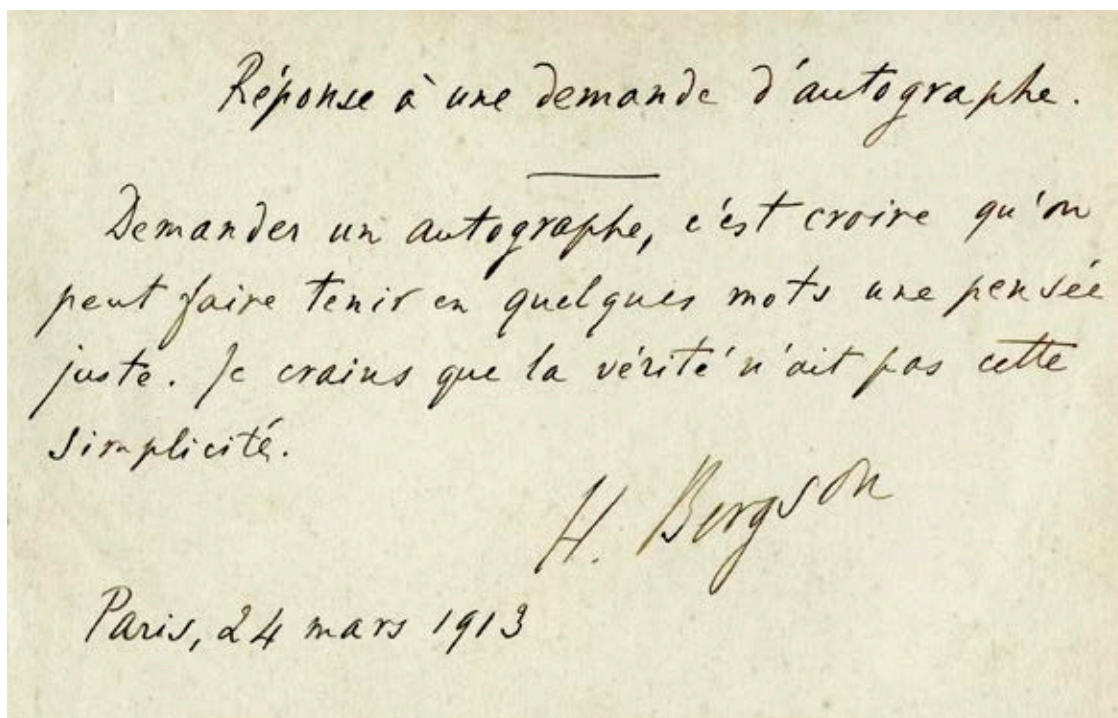 Réponse à une demande d'autographe.
Demander un autographe, c'est croire qu'on
peut faire tenir en quelques mots une pensée
juste. Je crains que la vérité n'ait pas cette
simplicité.
H. Bergson
Paris, 24 mars 1913